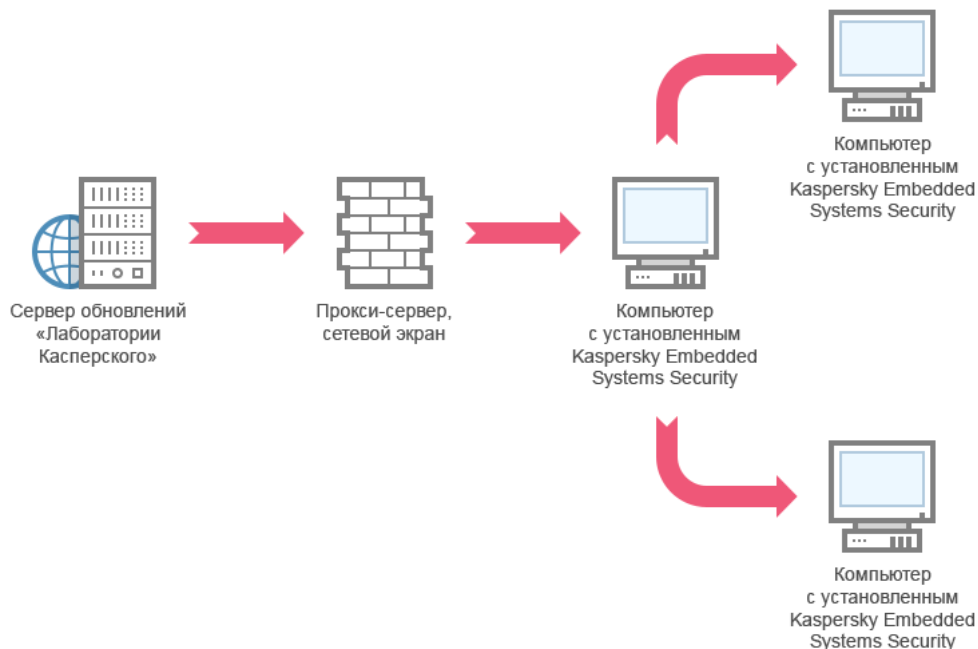 Сервер обновлений
«Лаборатории
Касперского»
Прокси-сервер,
сетевой экран
Компьютер
с установленным
Kaspersky Embedded
Systems Security
Компьютер
с установленным
Kaspersky Embedded
Systems Security
Компьютер
с установленным
Kaspersky Embedded
Systems Security